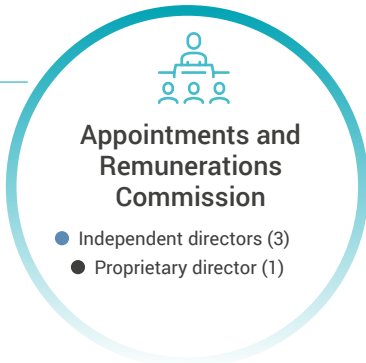 Appointments and
Remunerations
Commission
Independent directors (3)
Proprietary director (1)